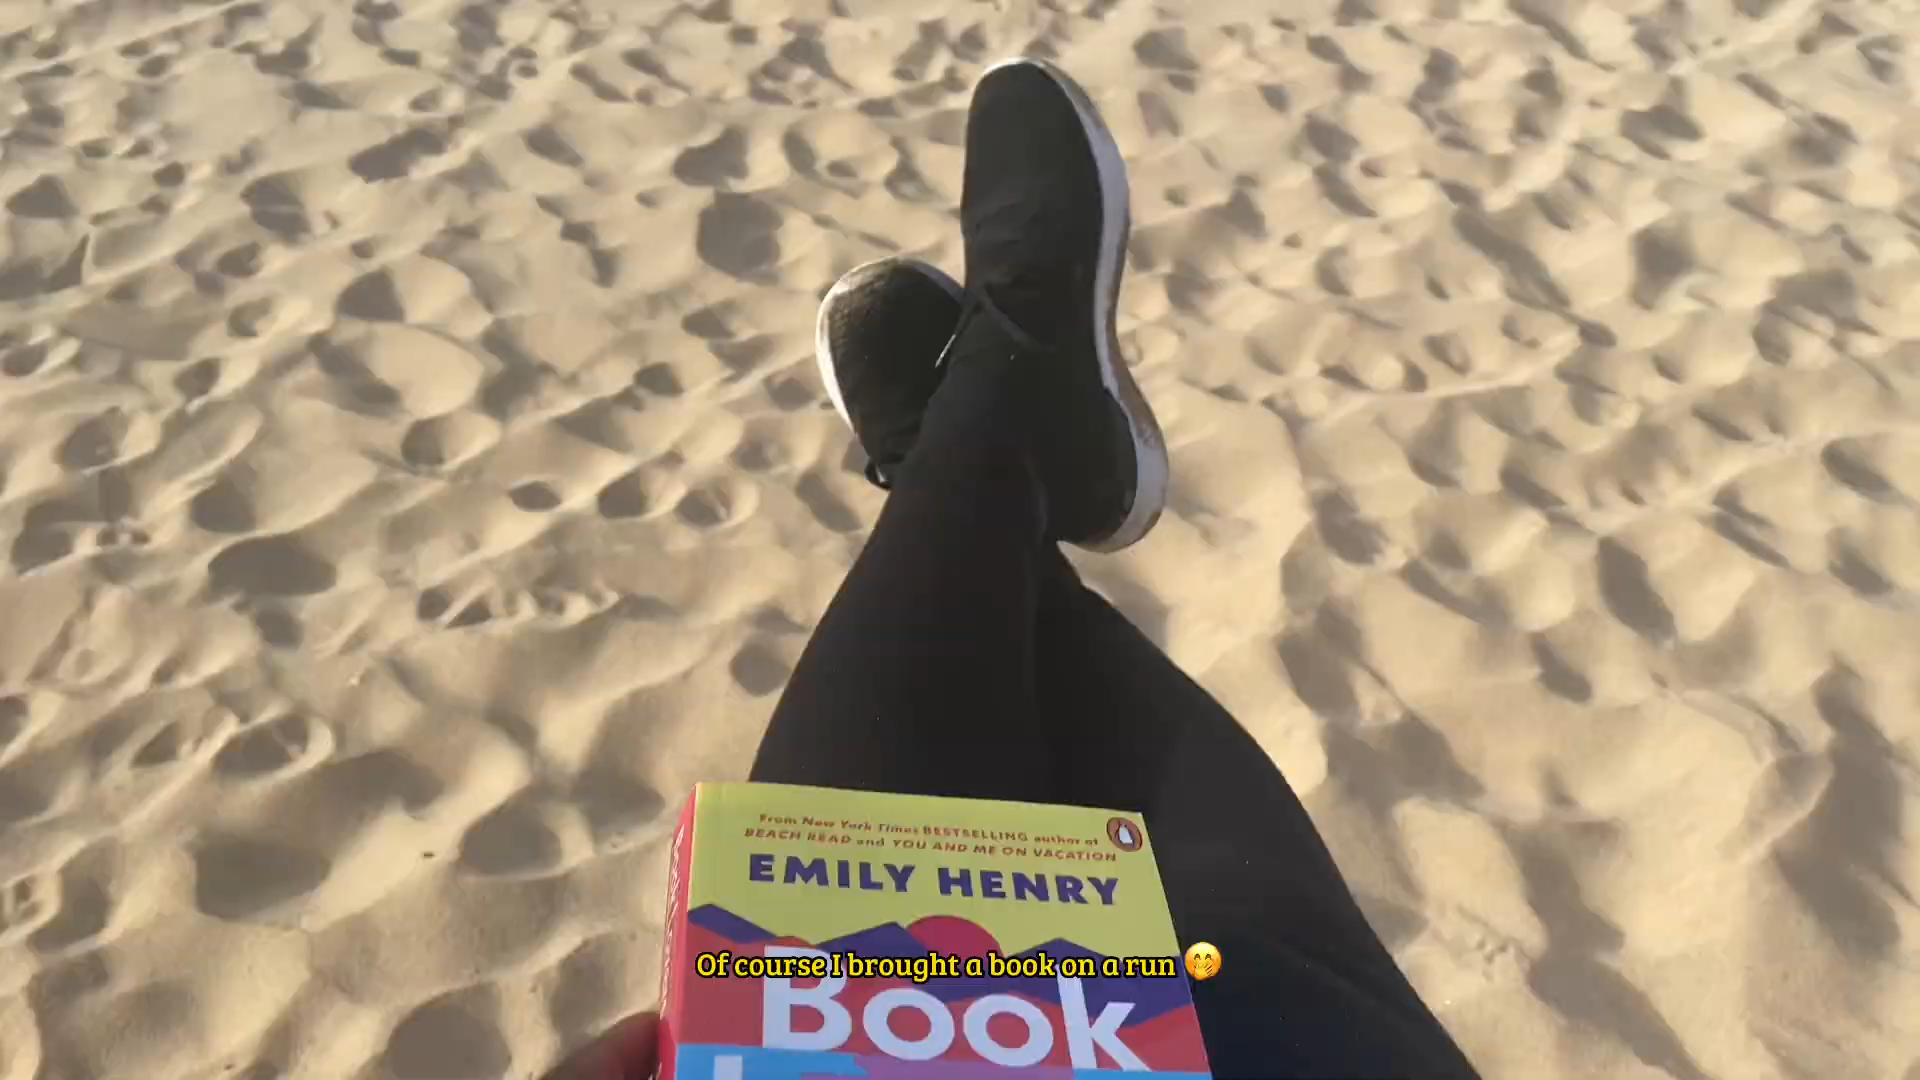 From New York Times BESTSELLING author of
BEACH READ and YOU AND ME ON VACATION
EMILY HENRY
Of course I brought a book on a run 🤭
Book